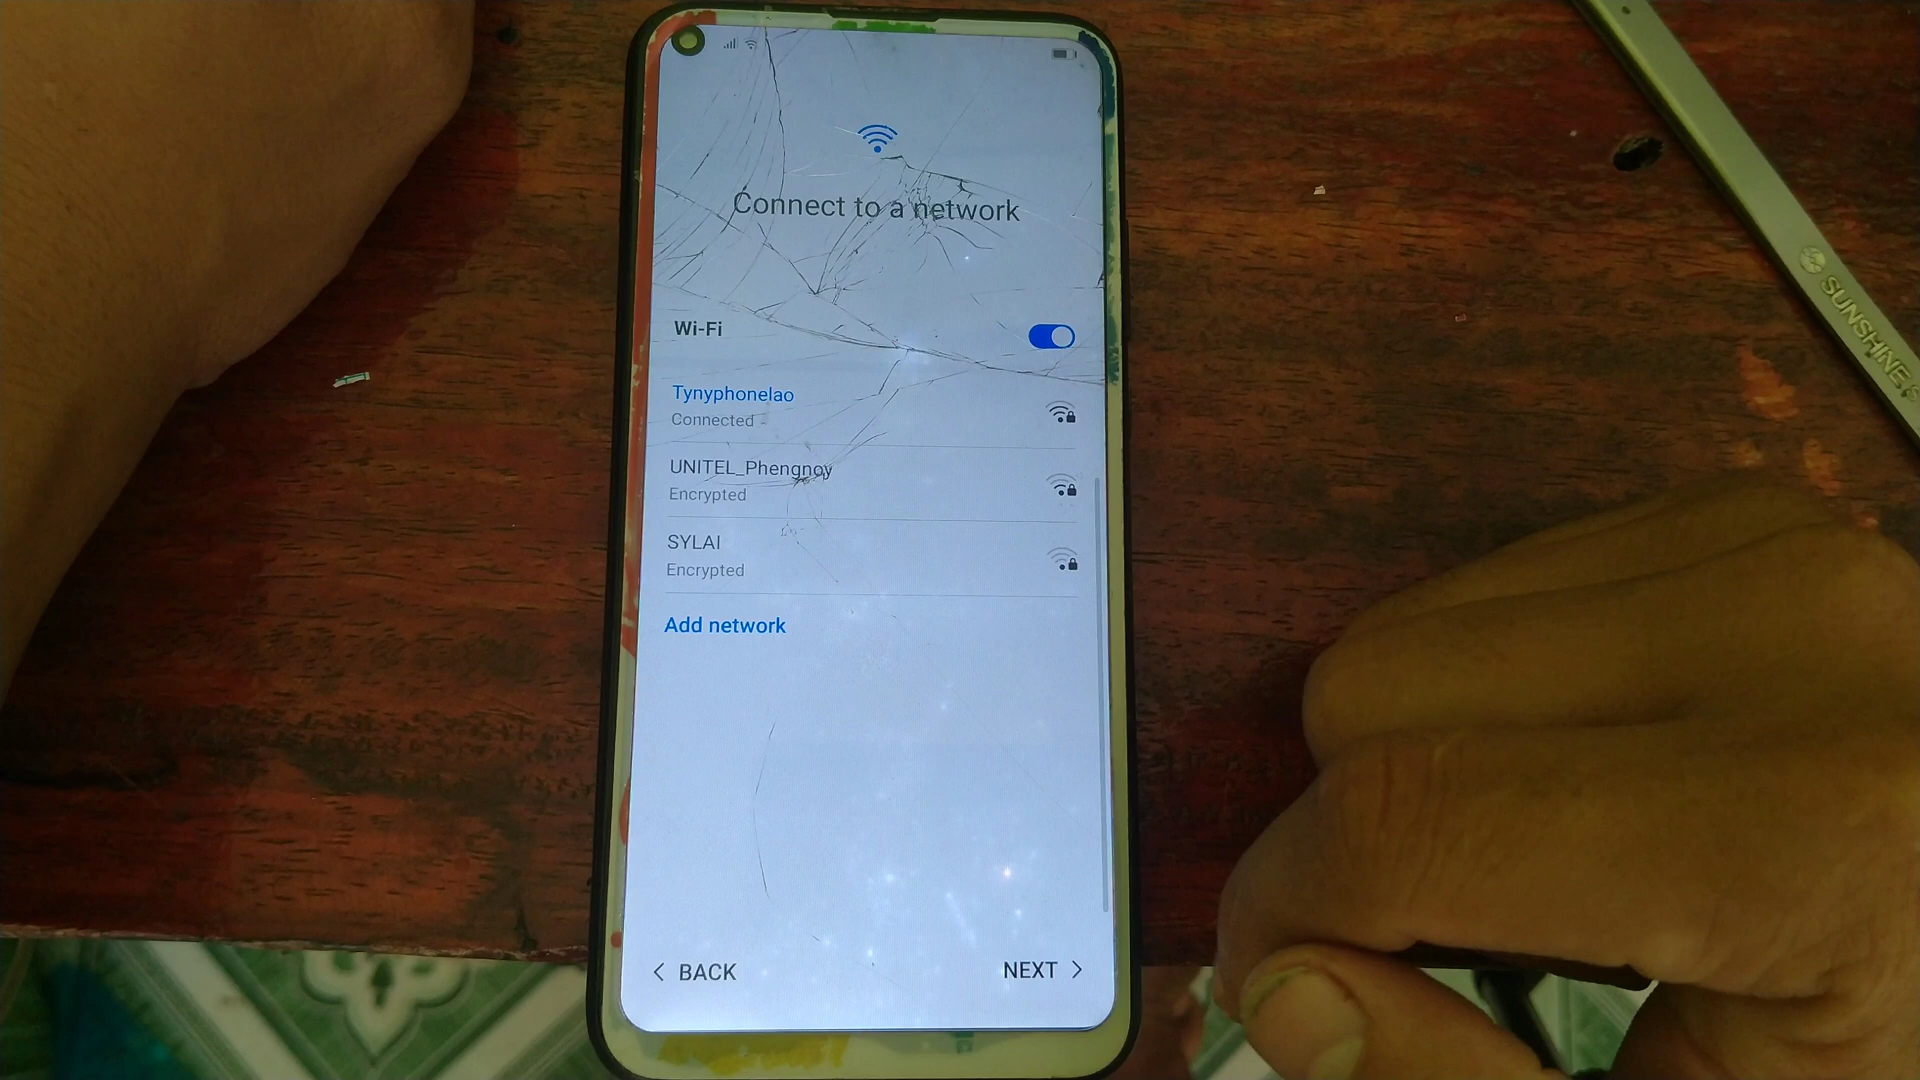 Connect to a network
Wi-Fi
Tynyphonelao
Connected
UNITEL_Phengnoy
Encrypted
SYLAI
Encrypted
Add network
BACK
NEXT
SUNSHINE